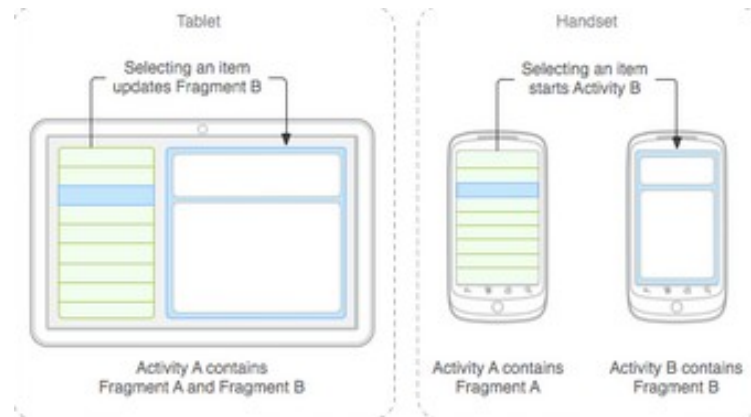 Tablet
Selecting an item
updates Fragment B
Activity A contains
Fragment A and Fragment B
Handset
Selecting an item
starts Activity B
Activity A contains
Fragment A
Activity B contains
Fragment B